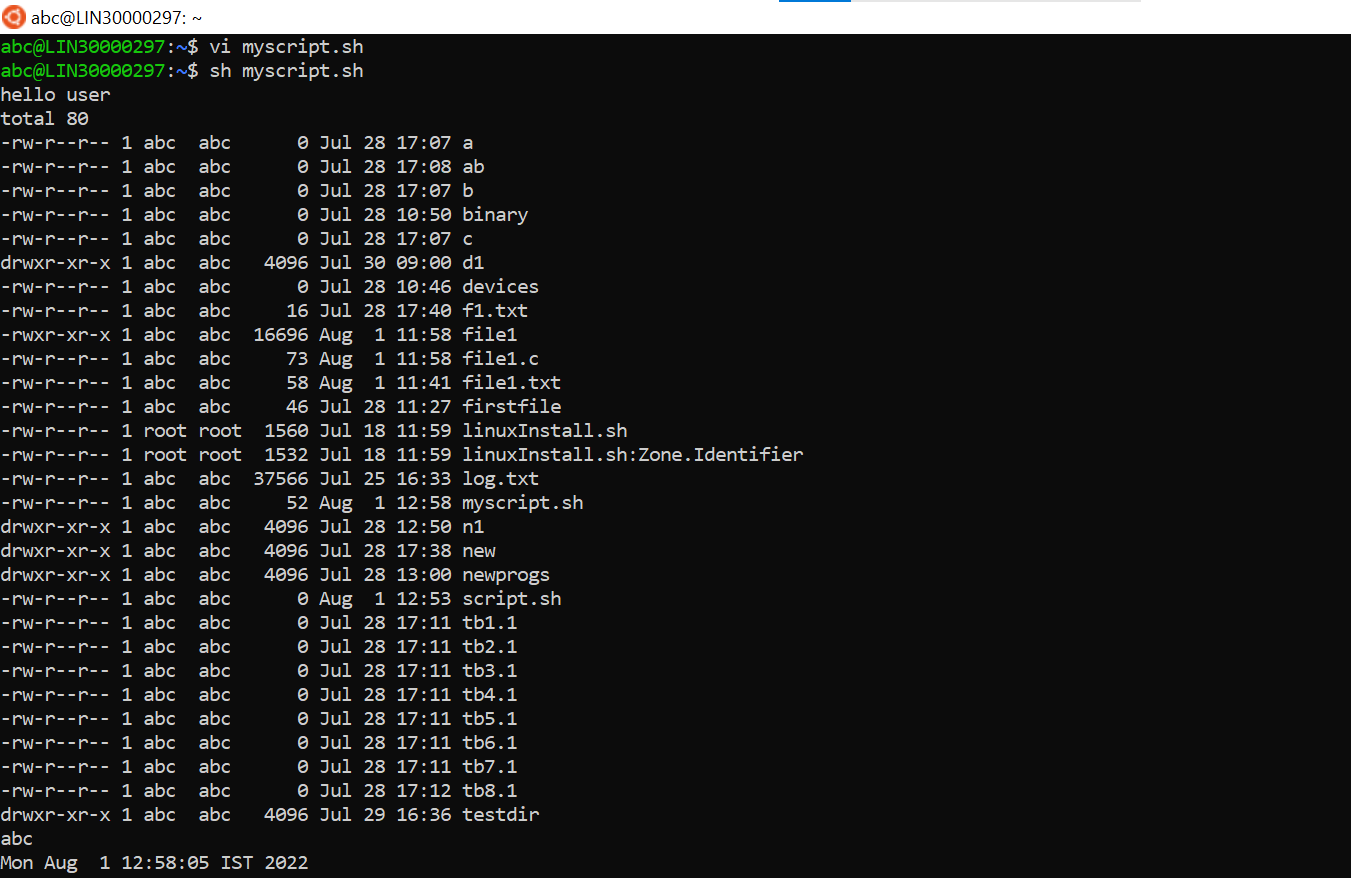 abc@LIN30000297: ~
abc@LIN30000297:~$ vi myscript.sh
abc@LIN30000297:~$ sh myscript.sh
hello user
total 80
-rw-r--r-- 1 abc  abc      0 Jul 28 17:07 a
-rw-r--r-- 1 abc  abc      0 Jul 28 17:08 ab
-rw-r--r-- 1 abc  abc      0 Jul 28 17:07 b
-rw-r--r-- 1 abc  abc      0 Jul 28 10:50 binary
-rw-r--r-- 1 abc  abc      0 Jul 28 17:07 c
drwxr-xr-x 1 abc  abc   4096 Jul 30 09:00 d1
-rw-r--r-- 1 abc  abc      0 Jul 28 10:46 devices
-rw-r--r-- 1 abc  abc     16 Jul 28 17:40 f1.txt
-rwxr-xr-x 1 abc  abc  16696 Aug  1 11:58 file1
-rw-r--r-- 1 abc  abc     73 Aug  1 11:58 file1.c
-rw-r--r-- 1 abc  abc     58 Aug  1 11:41 file1.txt
-rw-r--r-- 1 abc  abc     46 Jul 28 11:27 firstfile
-rw-r--r-- 1 root root  1560 Jul 18 11:59 linuxInstall.sh
-rw-r--r-- 1 root root  1532 Jul 18 11:59 linuxInstall.sh:Zone.Identifier
-rw-r--r-- 1 abc  abc  37566 Jul 25 16:33 log.txt
-rw-r--r-- 1 abc  abc     52 Aug  1 12:58 myscript.sh
drwxr-xr-x 1 abc  abc   4096 Jul 28 12:50 n1
drwxr-xr-x 1 abc  abc   4096 Jul 28 17:38 new
drwxr-xr-x 1 abc  abc   4096 Jul 28 13:00 newprogs
-rw-r--r-- 1 abc  abc      0 Aug  1 12:53 script.sh
-rw-r--r-- 1 abc  abc      0 Jul 28 17:11 tb1.1
-rw-r--r-- 1 abc  abc      0 Jul 28 17:11 tb2.1
-rw-r--r-- 1 abc  abc      0 Jul 28 17:11 tb3.1
-rw-r--r-- 1 abc  abc      0 Jul 28 17:11 tb4.1
-rw-r--r-- 1 abc  abc      0 Jul 28 17:11 tb5.1
-rw-r--r-- 1 abc  abc      0 Jul 28 17:11 tb6.1
-rw-r--r-- 1 abc  abc      0 Jul 28 17:11 tb7.1
-rw-r--r-- 1 abc  abc      0 Jul 28 17:12 tb8.1
drwxr-xr-x 1 abc  abc   4096 Jul 29 16:36 testdir
abc
Mon Aug  1 12:58:05 IST 2022